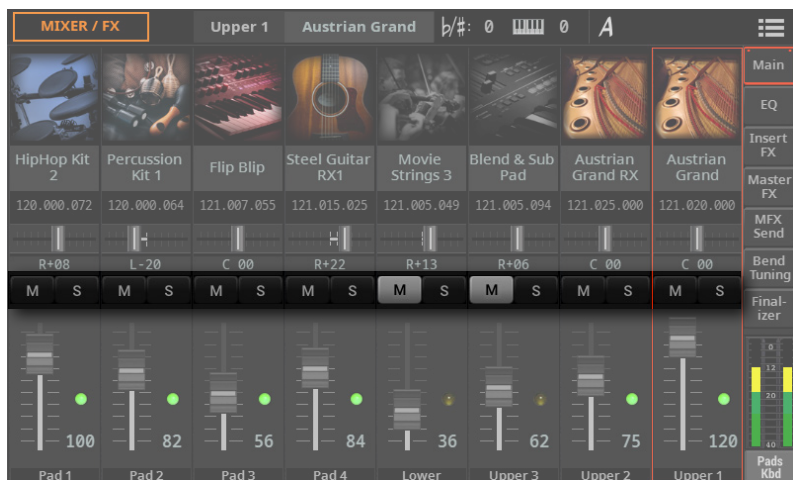 MIXER / FX Upper 1 Austrian Grand ♭/#: 0 0 A
Main
EQ
Insert
FX
Master
FX
MFX
Send
Bend
Tuning
Final-
izer
HipHop Kit
2
Percussion
Kit 1
Flip Blip
Steel Guitar
RX1
Movie
Strings 3
Blend & Sub
Pad
Austrian
Grand RX
Austrian
Grand
120.000.072 120.000.064 121.007.055 121.015.025 121.005.049 121.005.094 121.025.000 121.020.000
R+08 L-20 C 00 R+22 R+13 R+06 C 00 C 00
M S M S M S M S M S M S M S M S
0
12
20
40
100 82 56 84 36 62 75 120
Pad 1 Pad 2 Pad 3 Pad 4 Lower Upper 3 Upper 2 Upper 1
Pads
Kbd